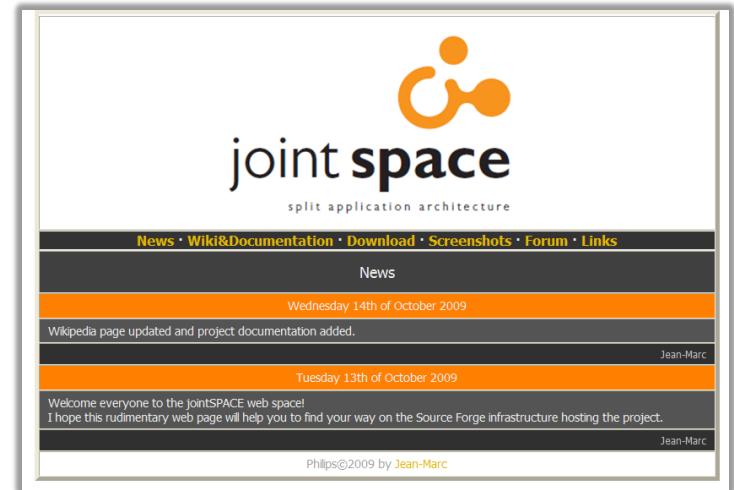 joint space
split application architecture
News · Wiki&Documentation · Download · Screenshots · Forum · Links
News
Wednesday 14th of October 2009
Wikipedia page updated and project documentation added.
Jean-Marc
Tuesday 13th of October 2009
Welcome everyone to the jointSPACE web space!
I hope this rudimentary web page will help you to find your way on the Source Forge infrastructure hosting the project.
Jean-Marc
Philips©2009 by Jean-Marc